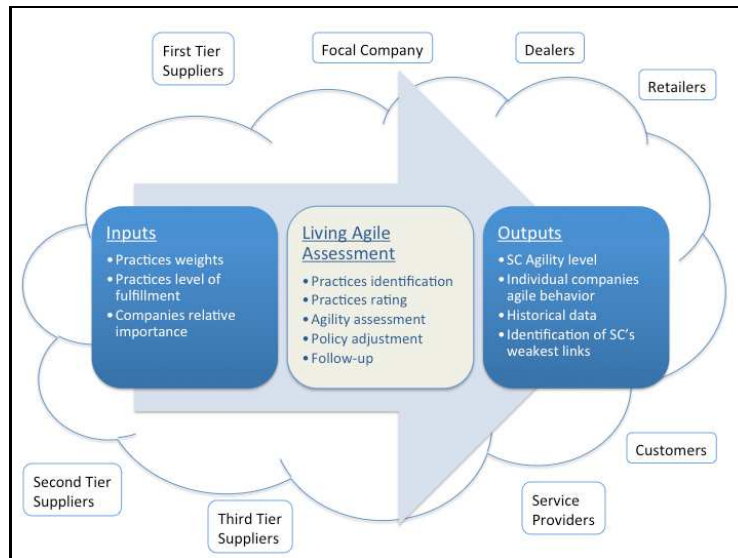 First Tier
Suppliers
Focal Company
Dealers
Retailers
Inputs
•Practices weights
•Practices level of
fulfillment
•Companies relative
importance
Living Agile
Assessment
•Practices identification
•Practices rating
•Agility assessment
•Policy adjustment
•Follow-up
Outputs
•SC Agility level
•Individual companies
agile behavior
•Historical data
•Identification of SC's
weakest links
Second Tier
Suppliers
Third Tier
Suppliers
Service
Providers
Customers